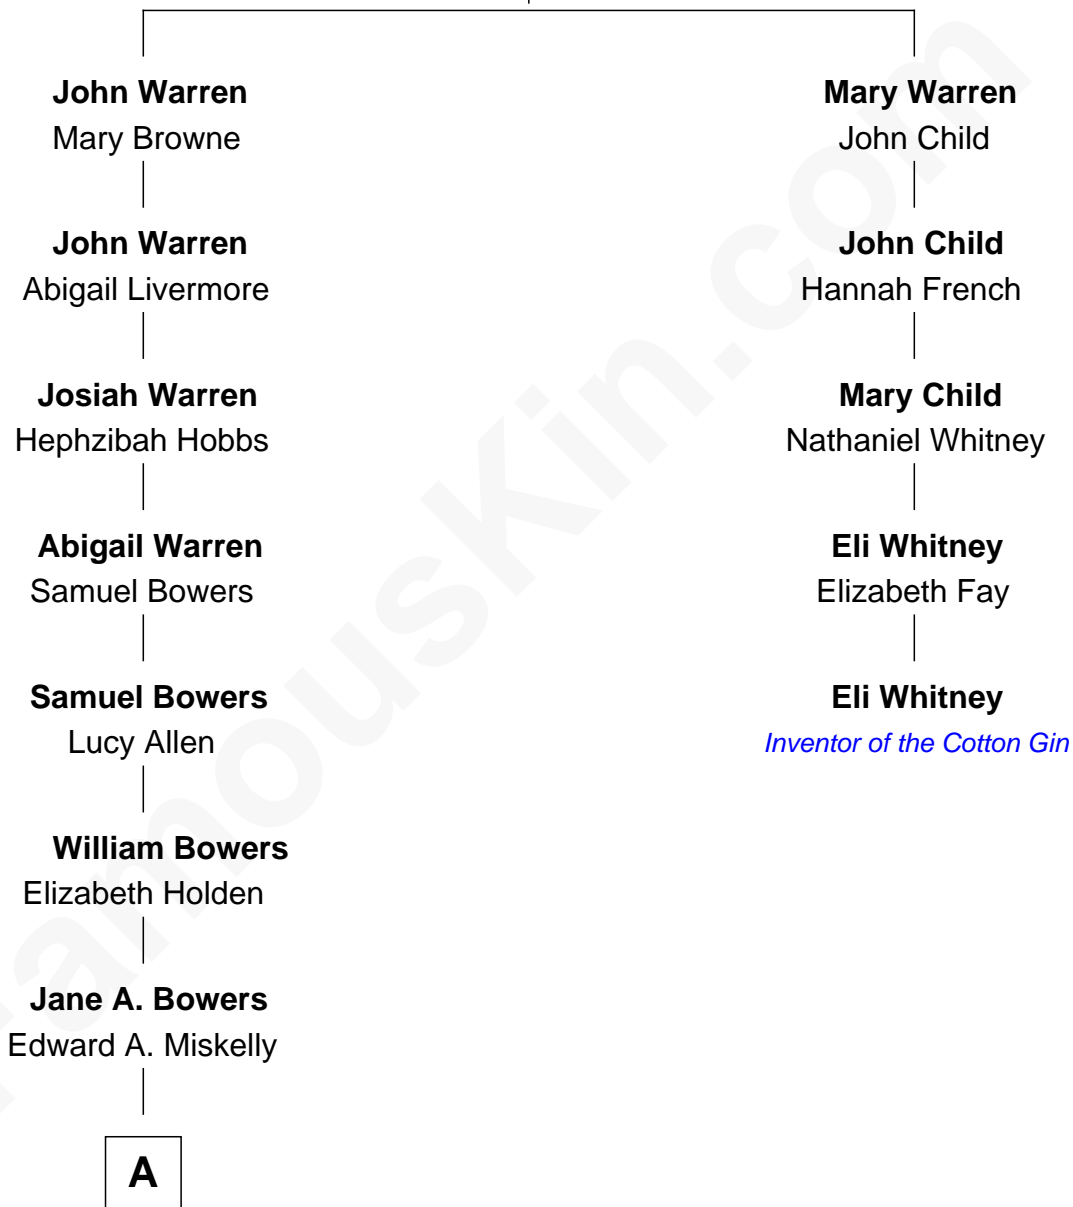 John Warren
Mary Browne
John Warren
Abigail Livermore
Josiah Warren
Hephzibah Hobbs
Abigail Warren
Samuel Bowers
Samuel Bowers
Lucy Allen
William Bowers
Elizabeth Holden
Jane A. Bowers
Edward A. Miskelly
A
Mary Warren
John Child
John Child
Hannah French
Mary Child
Nathaniel Whitney
Eli Whitney
Elizabeth Fay
Eli Whitney
Inventor of the Cotton Gin
FamousKin.com